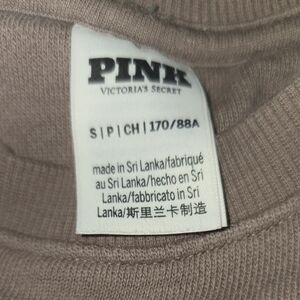 PINK
VICTORIA'S SECRET
S|P|CH|170/88A
made in Sri Lanka/fabriqué
au Sri Lanka/hecho en Sri
Lanka/fabbricato in Sri
Lanka/斯里兰卡制造